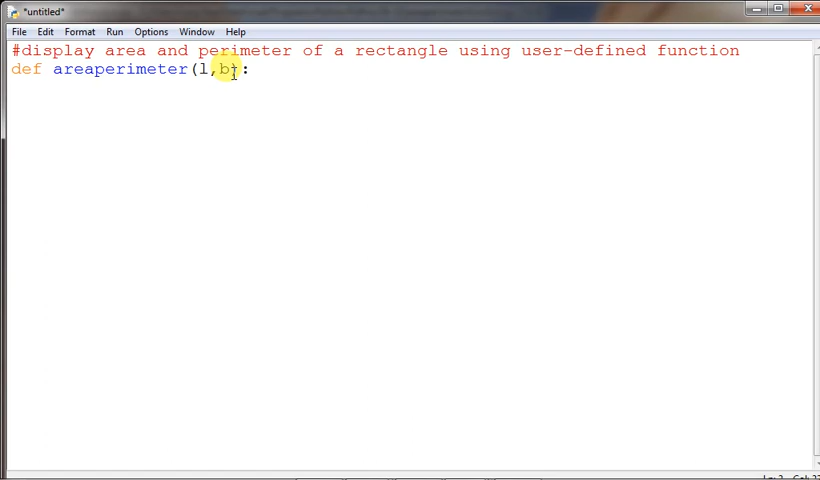 *untitled*
File Edit Format Run Options Window Help
#display area and perimeter of a rectangle using user-defined function
def areaperimeter(l,b):